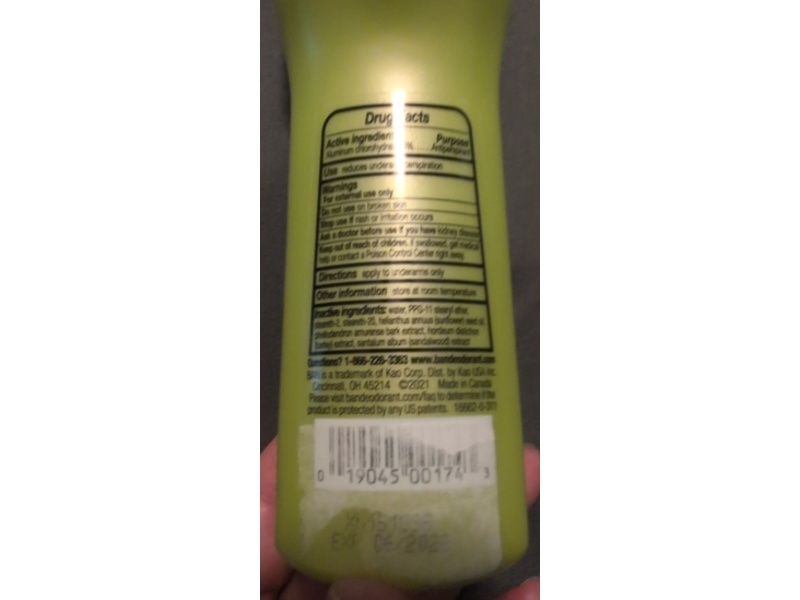 Drug acts
Active ingredien Purpose
Aluminum chlorohydr % ....Antiperspirant
Use reduces undera perspiration
Warnings
For external use only
Do not use on broken skin
Stop use if rash or irritation occurs
Ask a doctor before use if you have kidney disease
Keep out of reach of children. If swallowed, get medical
help or contact a Poison Control Center right away.
Directions apply to underarms only
Other information store at room temperature
Inactive ingredients: water, PPG-11 stearyl ether,
steareth-2, steareth-20, helianthus annuus (sunflower) seed oil,
phellodendron amurense bark extract, hordeum distichon
(barley) extract, santalum album (sandalwood) extract
Questions? 1-866-226-3363 www.bandeodorant.com
BAN is a trademark of Kao Corp. Dist. by Kao USA Inc.
Cincinnati, OH 45214 ©2021 Made in Canada
Please visit bandeodorant.com/faq to determine if the
product is protected by any US patents.
0 19045 00174 3
EXP